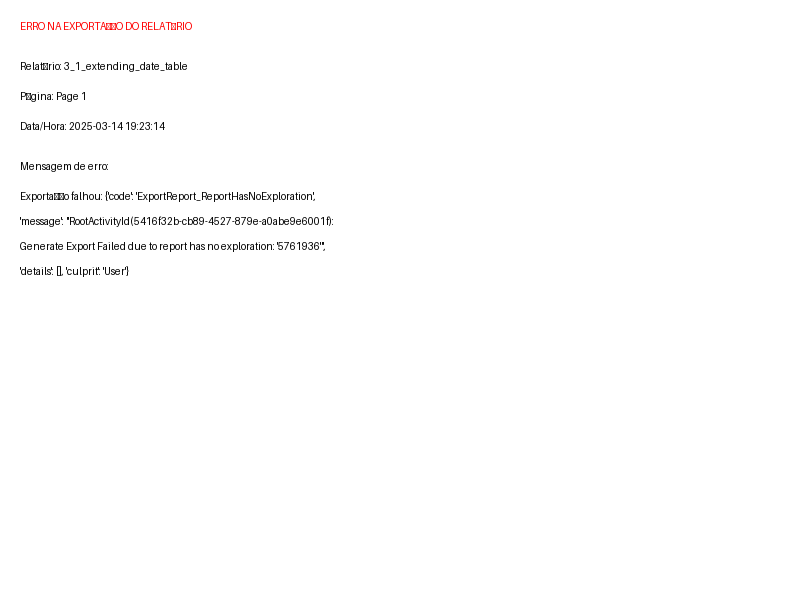 ERRO NA EXPORTA▯▯O DO RELAT▯RIO
Relat▯rio: 3_1_extending_date_table
P▯gina: Page 1
Data/Hora: 2025-03-14 19:23:14
Mensagem de erro:
Exporta▯▯o falhou: {'code': 'ExportReport_ReportHasNoExploration',
'message': "RootActivityId(5416f32b-cb89-4527-879e-a0abe9e6001f):
Generate Export Failed due to report has no exploration: '5761936'",
'details': [], 'culprit': 'User'}